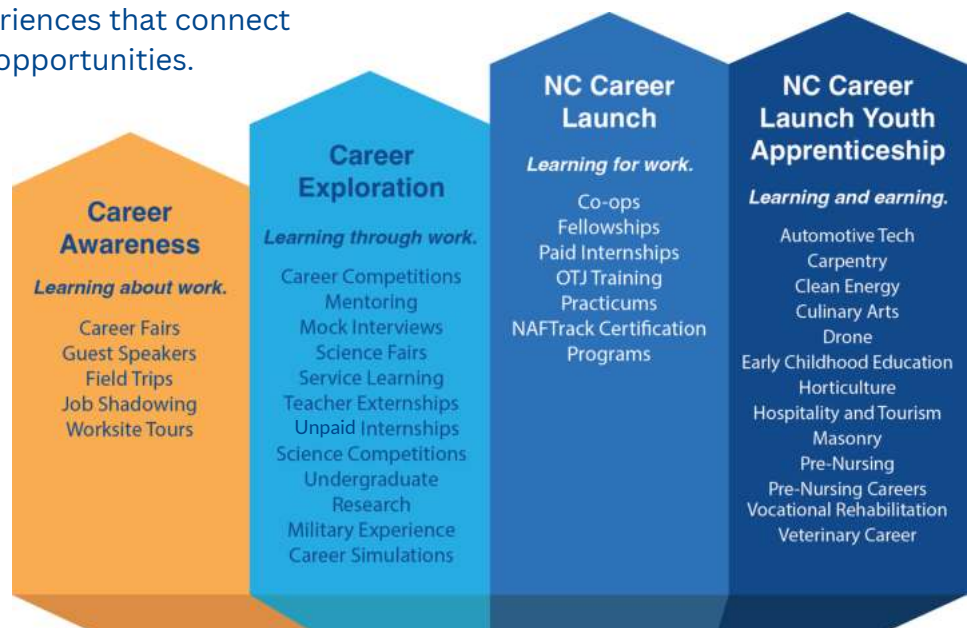 riences that connect
opportunities.
Career
Awareness
Learning about work.
Career Fairs
Guest Speakers
Field Trips
Job Shadowing
Worksite Tours
Career
Exploration
Learning through work.
Career Competitions
Mentoring
Mock Interviews
Science Fairs
Service Learning
Teacher Externships
Unpaid Internships
Science Competitions
Undergraduate
Research
Military Experience
Career Simulations
NC Career
Launch
Learning for work.
Co-ops
Fellowships
Paid Internships
OTJ Training
Practicums
NAFTrack Certification
Programs
NC Career
Launch Youth
Apprenticeship
Learning and earning.
Automotive Tech
Carpentry
Clean Energy
Culinary Arts
Drone
Early Childhood Education
Horticulture
Hospitality and Tourism
Masonry
Pre-Nursing
Pre-Nursing Careers
Vocational Rehabilitation
Veterinary Career